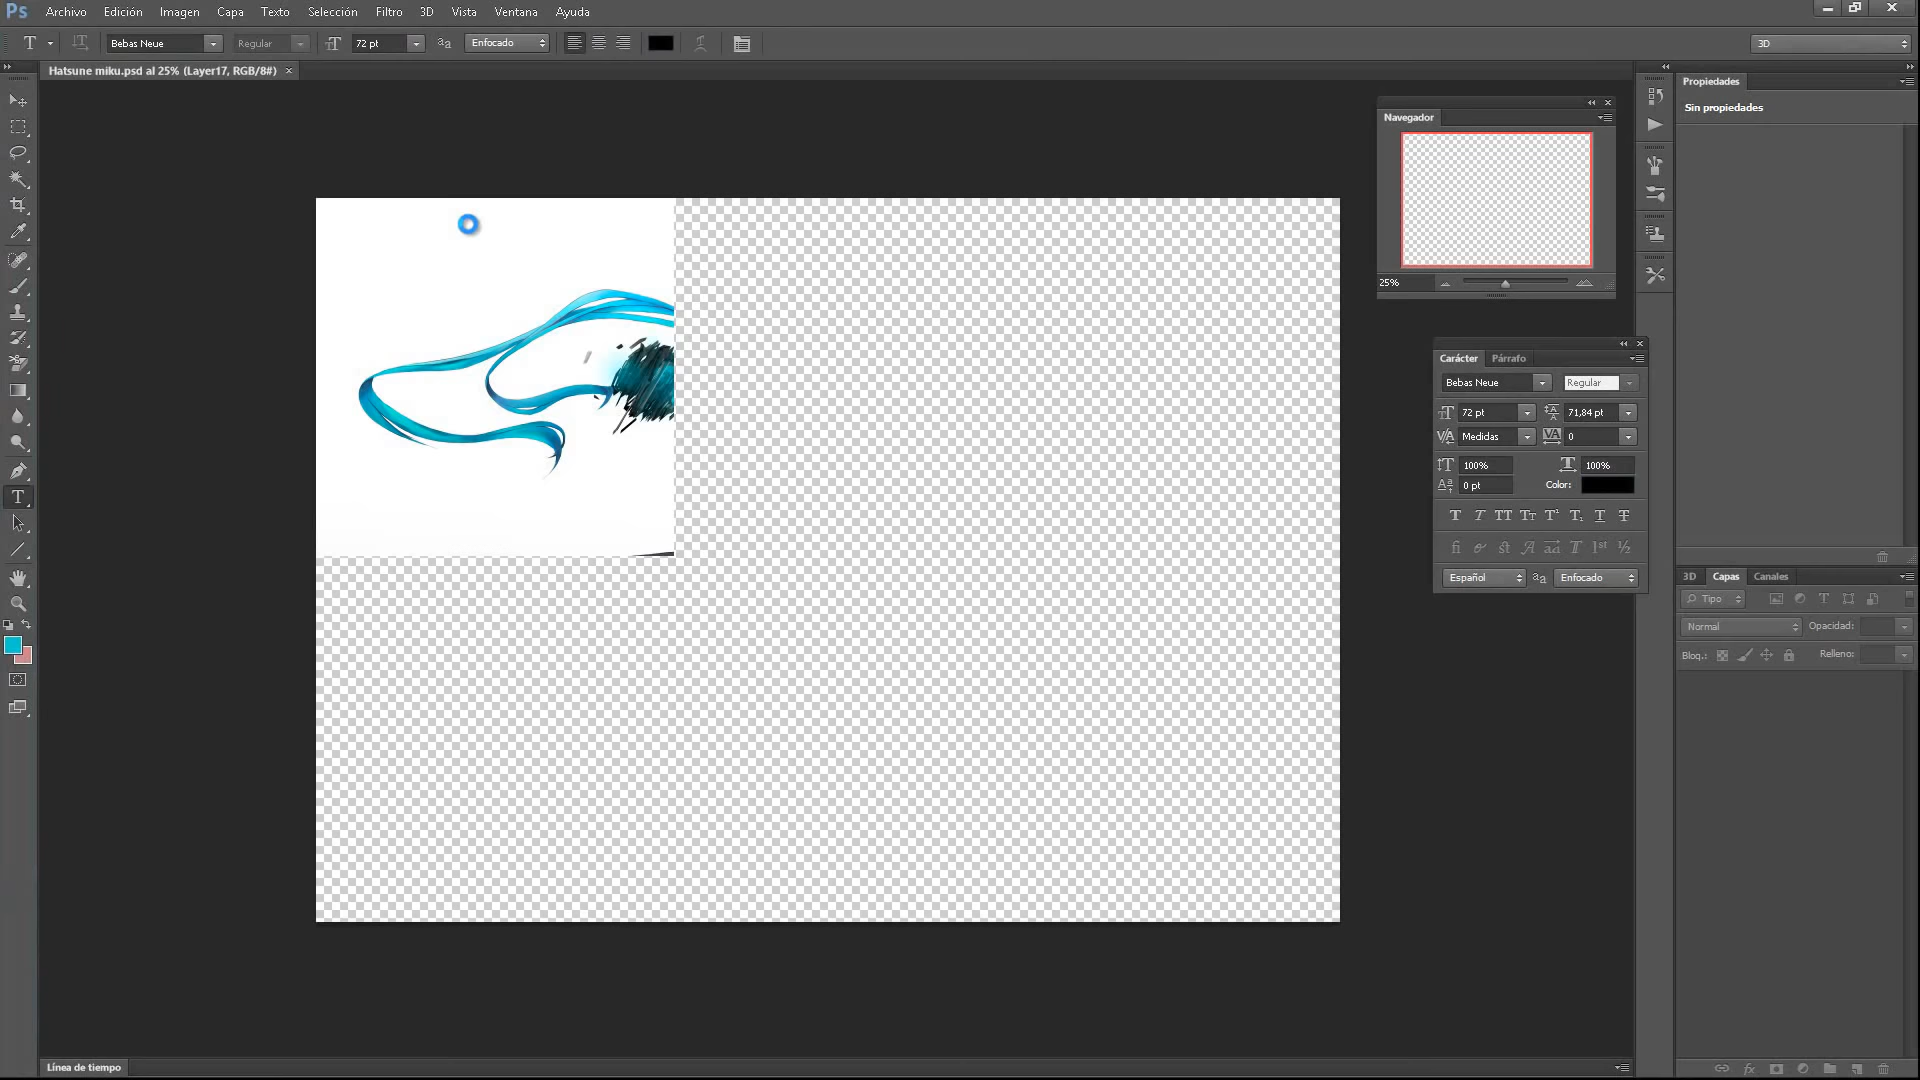 Ps Archivo Edición Imagen Capa Texto Selección Filtro 3D Vista Ventana Ayuda
T Bebas Neue Regular 72 pt aa Enfocado 3D
Hatsune miku.psd al 25% (Layer17, RGB/8#) ×
Propiedades
Sin propiedades
Navegador
25%
Carácter Párrafo
Bebas Neue Regular
72 pt 71,84 pt
Medidas 0
100% 100%
0 pt Color:
Español aa Enfocado
3D Capas Canales
Tipo
Normal Opacidad:
Bloq.: Relleno:
Línea de tiempo